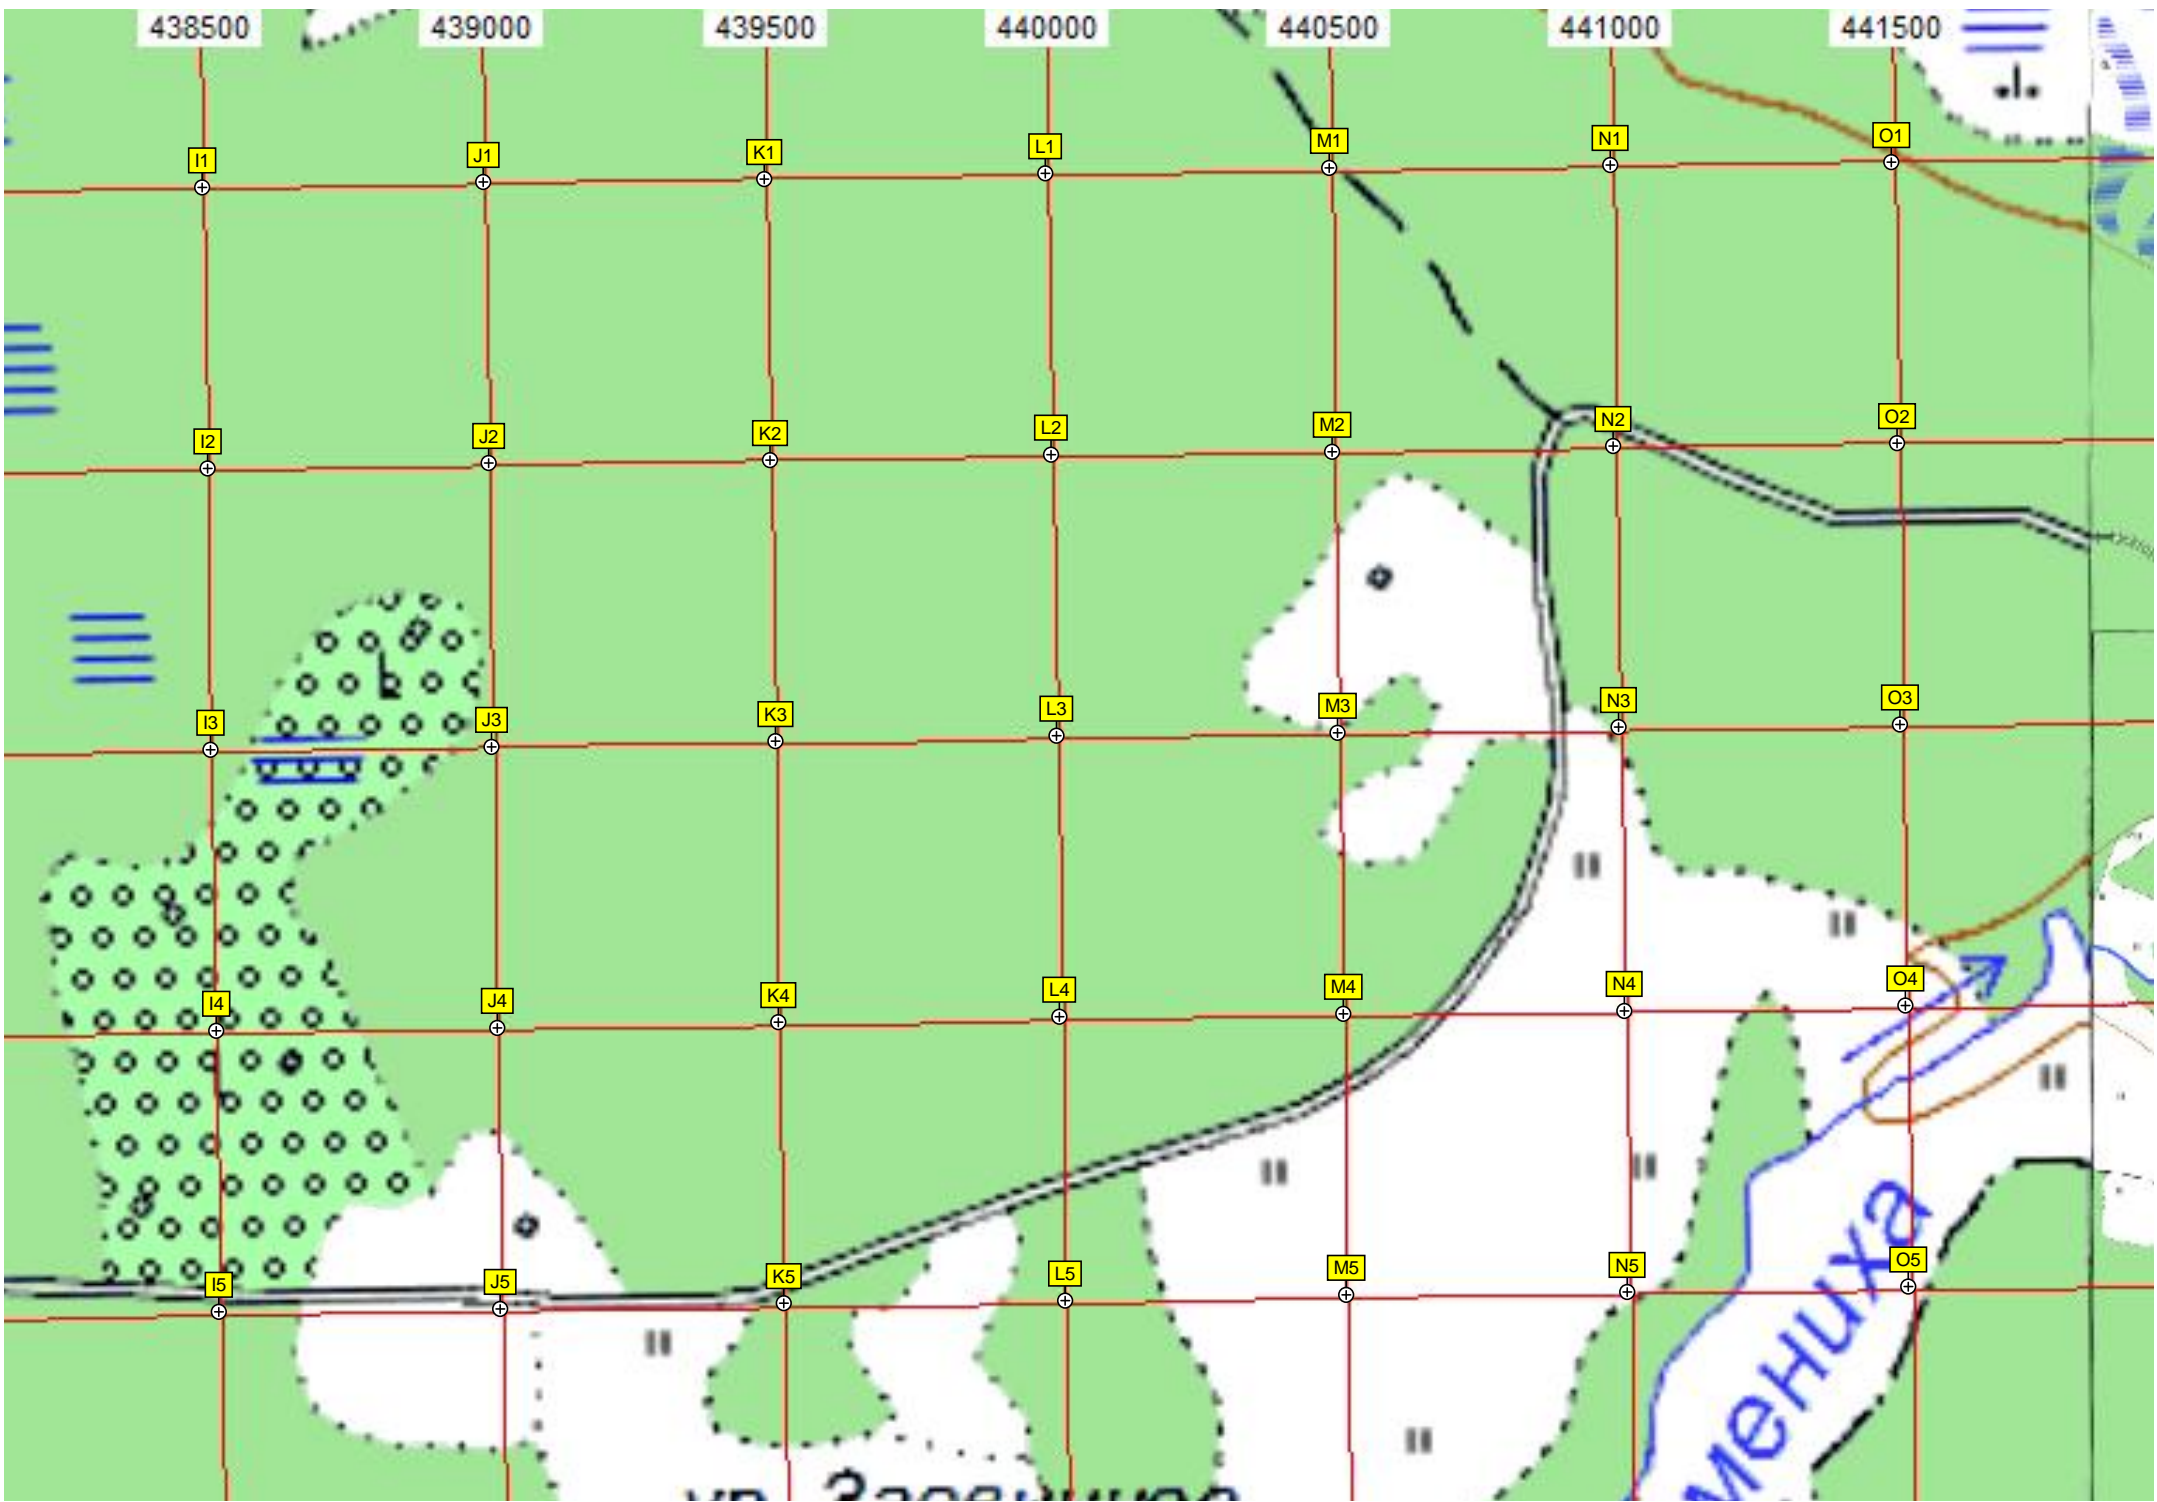 438500 439000 439500 440000 440500 441000 441500
I1 J1 K1 L1 M1 N1 O1
I2 J2 K2 L2 M2 N2 O2
I3 J3 K3 L3 M3 N3 O3
I4 J4 K4 L4 M4 N4 O4
I5 J5 K5 L5 M5 N5 O5
мениха